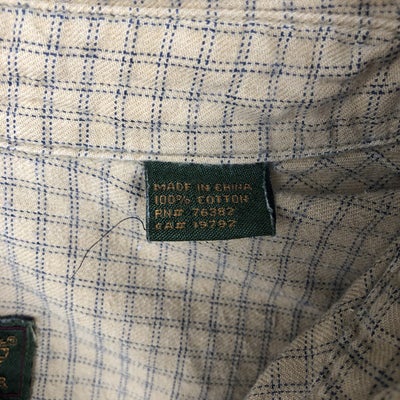 MADE IN CHINA
100% COTTON
RN# 76382
CA# 19792